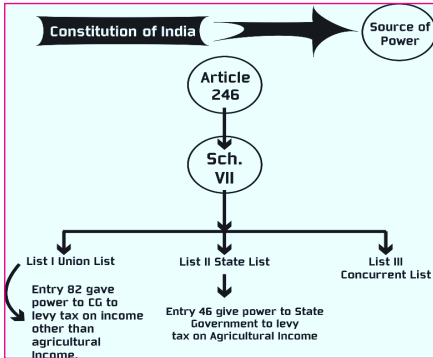 Constitution of India
Source of
Power
Article
246
Sch.
VII
List I Union List
List II State List
List III
Concurrent List
Entry 82 gave
power to CG to
levy tax on income
other than
agricultural
Income.
Entry 46 give power to State
Government to levy
tax on Agricultural Income